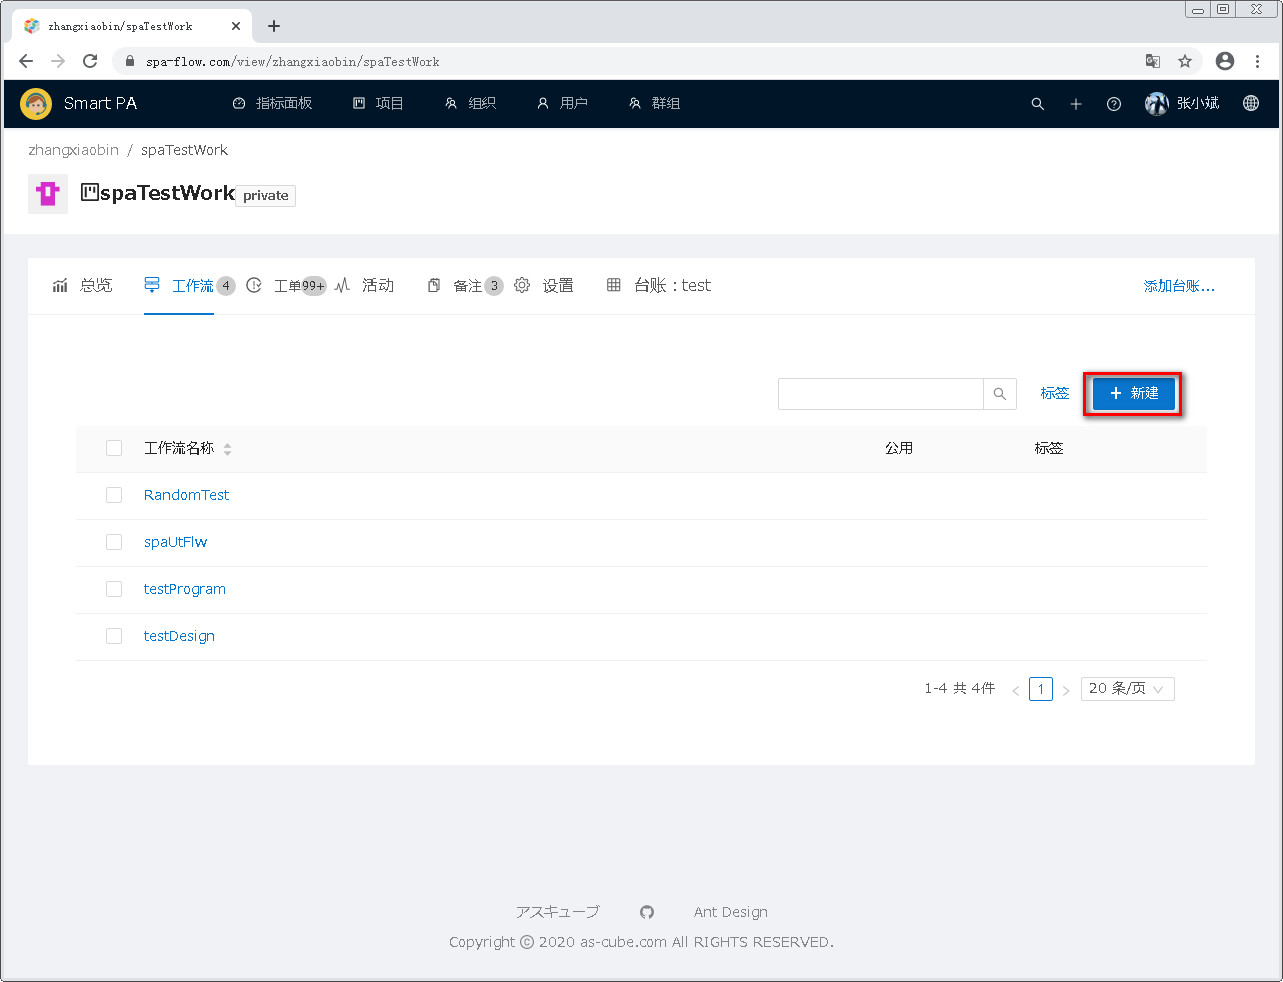 zhangxiaobin/spaTestWork
spa-flow.com/view/zhangxiaobin/spaTestWork
Smart PA 指标面板 项目 组织 用户 群组 张小斌
zhangxiaobin / spaTestWork
spaTestWork private
总览 工作流 4 工单 99+ 活动 备注 3 设置 台账：test 添加台账...
标签 + 新建
工作流名称 公用 标签
RandomTest
spaUtFlw
testProgram
testDesign
1-4 共 4件 < 1 > 20 条/页
アスキューブ Ant Design
Copyright © 2020 as-cube.com All RIGHTS RESERVED.